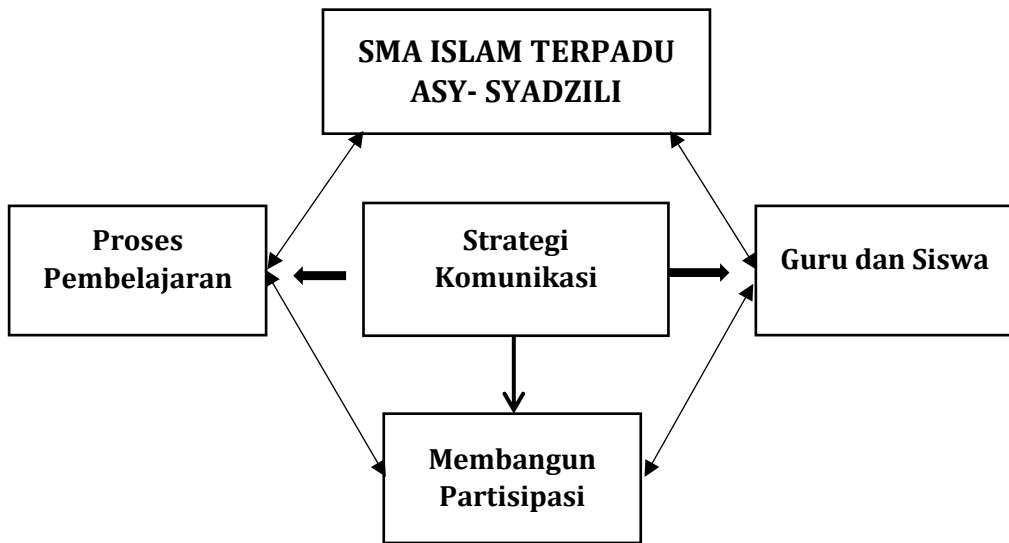 SMA ISLAM TERPADU
ASY- SYADZILI
Proses
Pembelajaran
Strategi
Komunikasi
Guru dan Siswa
Membangun
Partisipasi